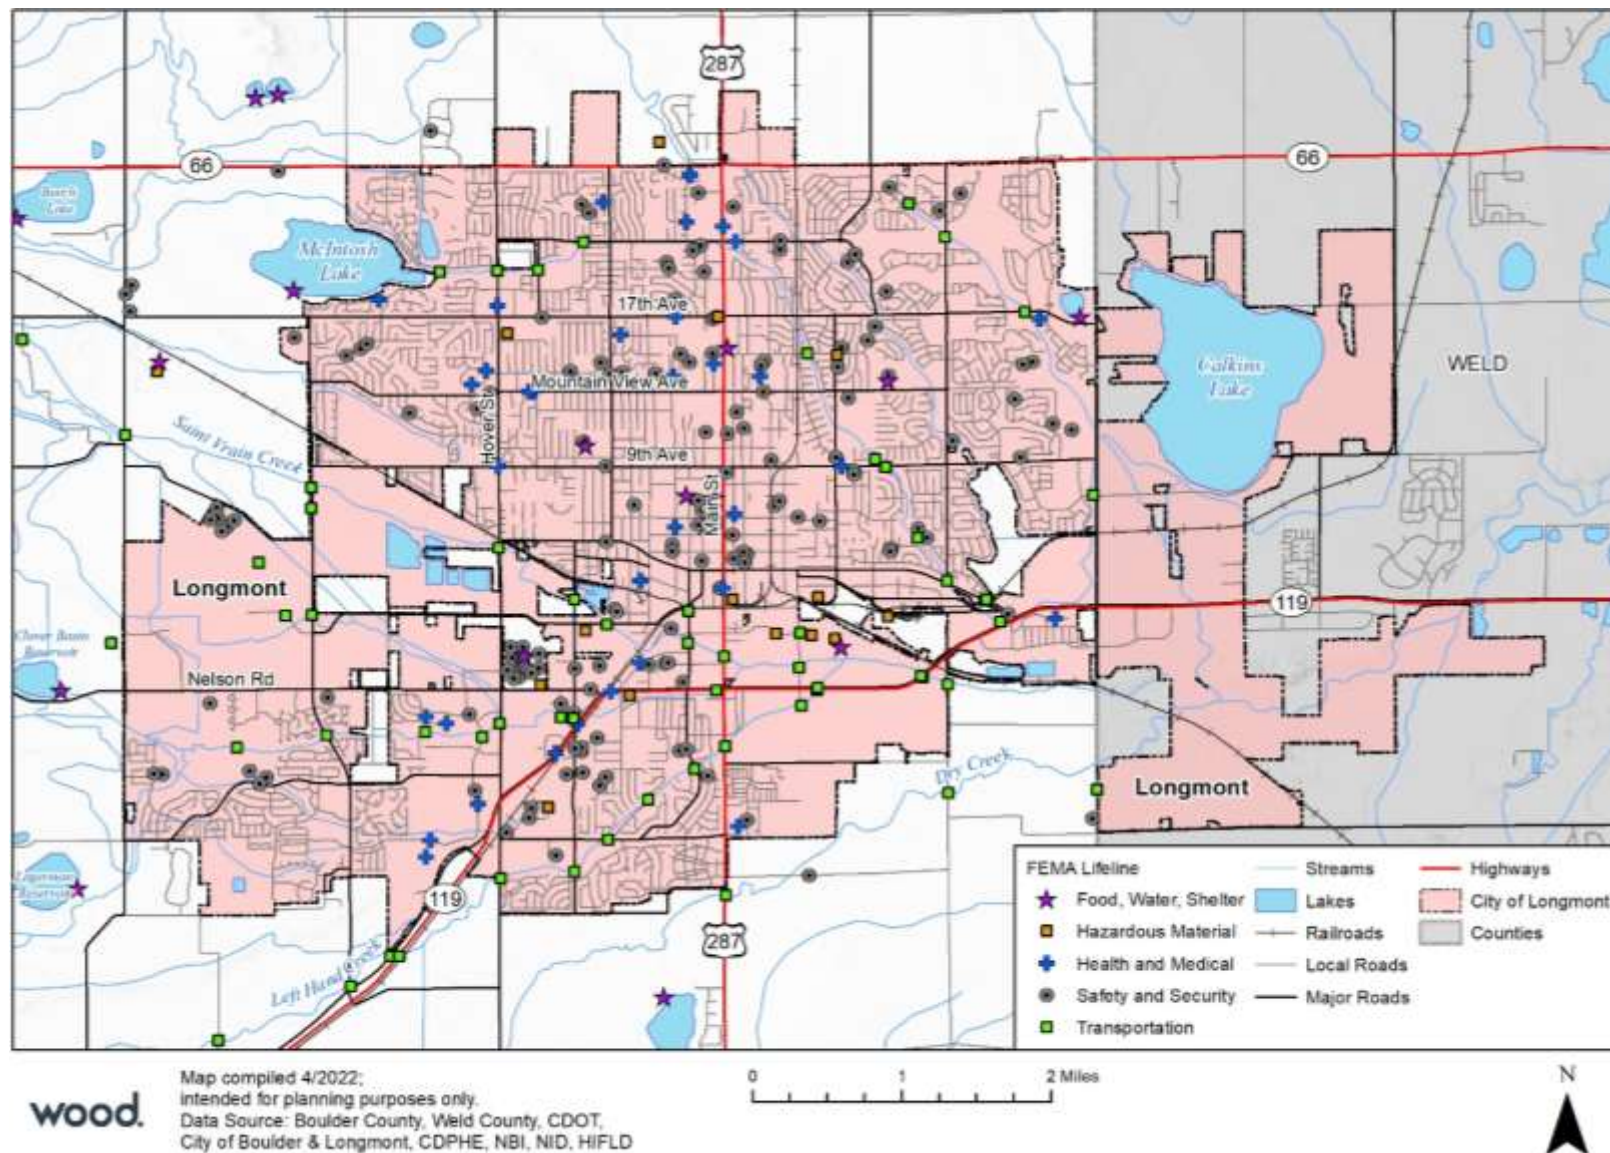 287
66
66
McIntosh
Lake
17th Ave
WELD
Calkins
Lake
Mountain View Ave
Hover St
Saint Vrain Creek
9th Ave
Main St
Longmont
119
Clover Basin
Reservoir
Nelson Rd
Dry Creek
Longmont
119
287
Left Hand Creek
FEMA Lifeline
Food, Water, Shelter
Hazardous Material
Health and Medical
Safety and Security
Transportation
Streams
Lakes
Railroads
Local Roads
Major Roads
Highways
City of Longmont
Counties
wood.
Map compiled 4/2022;
intended for planning purposes only.
Data Source: Boulder County, Weld County, CDOT,
City of Boulder & Longmont, CDPHE, NBI, NID, HIFLD
0 1 2 Miles
N